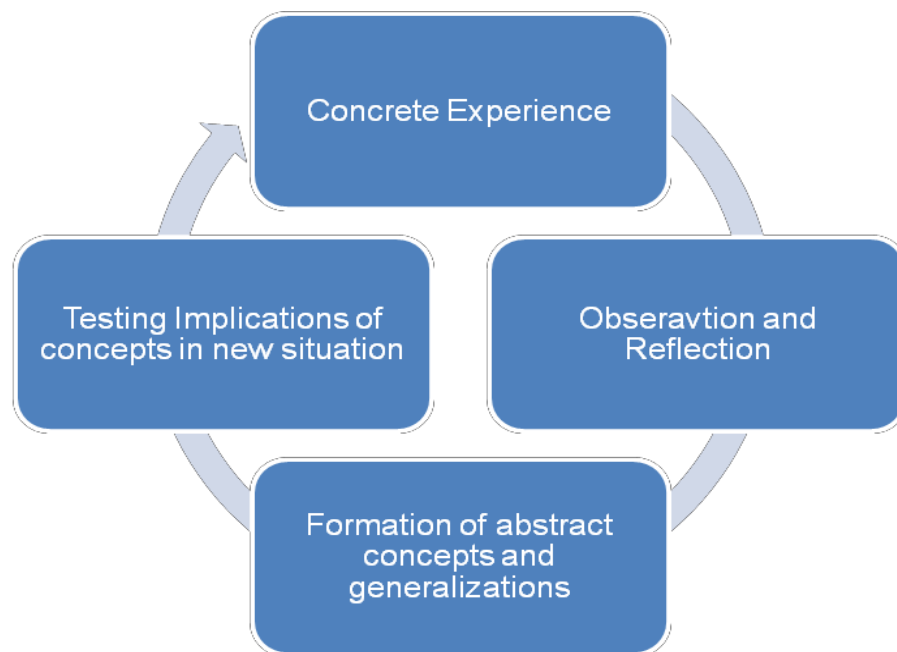 Concrete Experience
Obseravtion and
Reflection
Formation of abstract
concepts and
generalizations
Testing Implications of
concepts in new situation